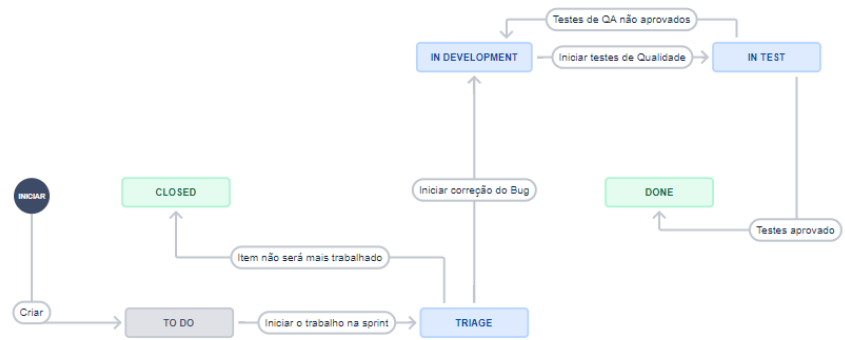 Testes de QA não aprovados
IN DEVELOPMENT
Iniciar testes de Qualidade
IN TEST
INICIAR
CLOSED
Iniciar correção do Bug
DONE
Testes aprovado
Item não será mais trabalhado
Criar
TO DO
Iniciar o trabalho na sprint
TRIAGE